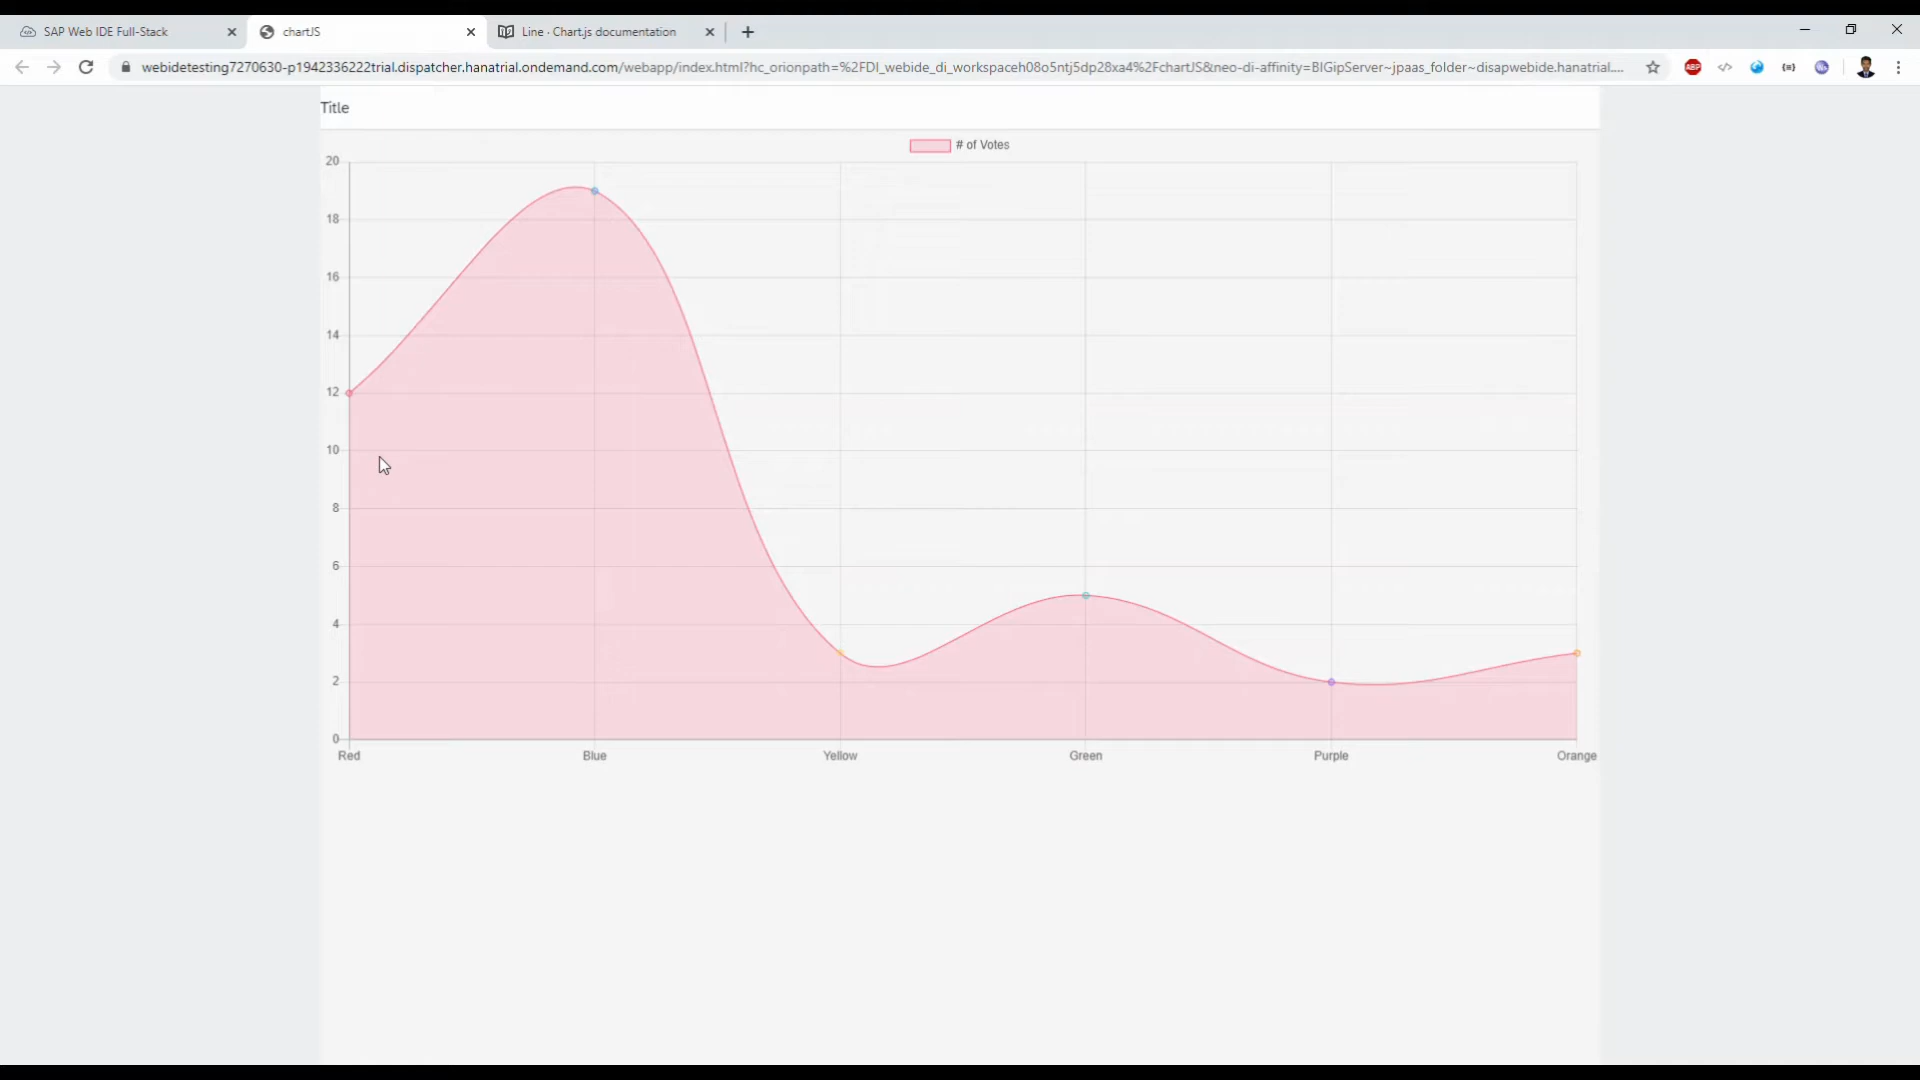 SAP Web IDE Full-Stack
chartJS
Line · Chart.js documentation
webidetesting7270630-p1942336222trial.dispatcher.hanatrial.ondemand.com/webapp/index.html?hc_orionpath=%2FDI_webide_di_workspaceh08o5ntj5dp28xa4%2FchartJS&neo-di-affinity=BIGipServer~jpaas_folder~disapwebide.hanatrial....
ABP
Title
# of Votes
20
18
16
14
12
10
8
6
4
2
0
Red Blue Yellow Green Purple Orange